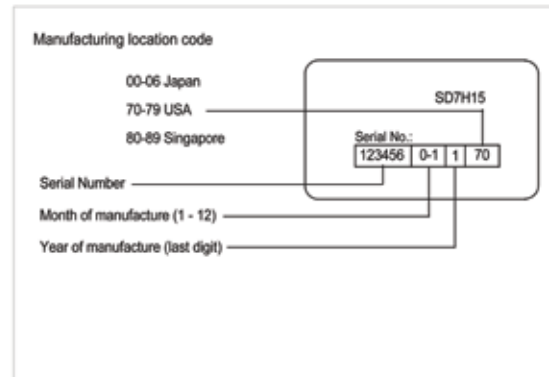 Manufacturing location code
00-06 Japan
70-79 USA
80-89 Singapore
SD7H15
Serial No.:
123456 0-1 1 70
Serial Number
Month of manufacture (1 - 12)
Year of manufacture (last digit)